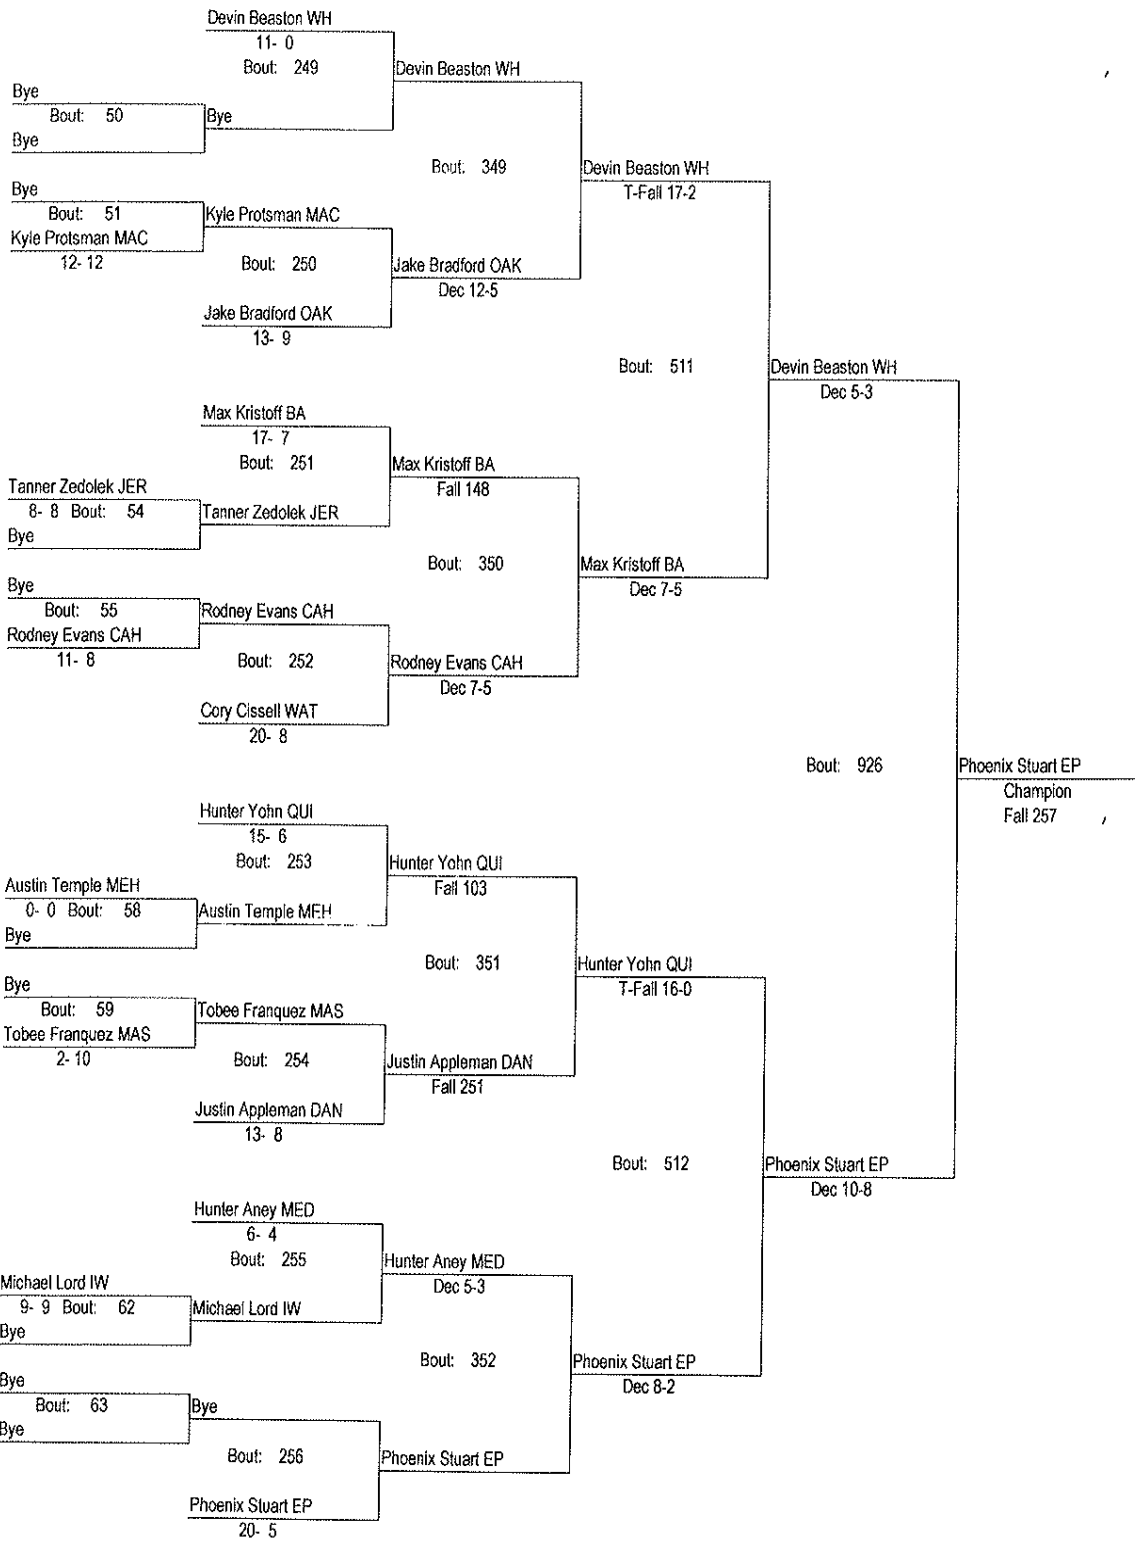 Devin Beaston WH
11- 0
Bout: 249
Devin Beaston WH
Bye
Bout: 50
Bye
Bye
Bout: 349
Devin Beaston WH
T-Fall 17-2
Bye
Bout: 51
Kyle Protsman MAC
Kyle Protsman MAC
12- 12
Bout: 250
Jake Bradford OAK
Dec 12-5
Jake Bradford OAK
13- 9
Bout: 511
Devin Beaston WH
Dec 5-3
Max Kristoff BA
17- 7
Bout: 251
Max Kristoff BA
Fall 148
Tanner Zedolek JER
8- 8 Bout: 54
Tanner Zedolek JER
Bye
Bout: 350
Max Kristoff BA
Dec 7-5
Bye
Bout: 55
Rodney Evans CAH
Rodney Evans CAH
11- 8
Bout: 252
Rodney Evans CAH
Dec 7-5
Cory Cissell WAT
20- 8
Bout: 926
Phoenix Stuart EP
Champion
Fall 257
Hunter Yohn QUI
15- 6
Bout: 253
Hunter Yohn QUI
Fall 103
Austin Temple MEH
0- 0 Bout: 58
Austin Temple MEH
Bye
Bout: 351
Hunter Yohn QUI
T-Fall 16-0
Bye
Bout: 59
Tobee Franquez MAS
Tobee Franquez MAS
2- 10
Bout: 254
Justin Appleman DAN
Fall 251
Justin Appleman DAN
13- 8
Bout: 512
Phoenix Stuart EP
Dec 10-8
Hunter Aney MED
6- 4
Bout: 255
Hunter Aney MED
Dec 5-3
Michael Lord IW
9- 9 Bout: 62
Michael Lord IW
Bye
Bout: 352
Phoenix Stuart EP
Dec 8-2
Bye
Bout: 63
Bye
Bye
Bout: 256
Phoenix Stuart EP
Phoenix Stuart EP
20- 5